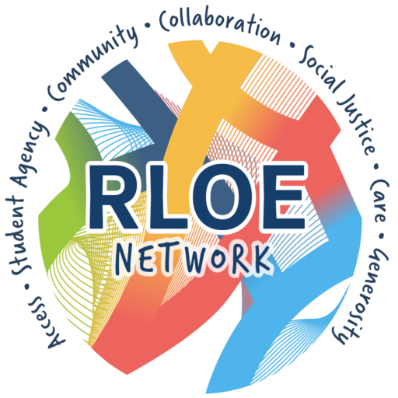 Access • Student Agency • Community • Collaboration • Social Justice • Care • Generosity
RLOE
NETWORK